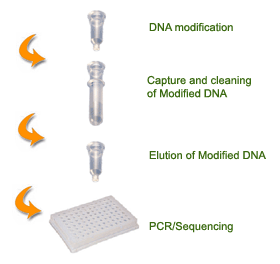 DNA modification
Capture and cleaning
of Modified DNA
Elution of Modified DNA
PCR/Sequencing